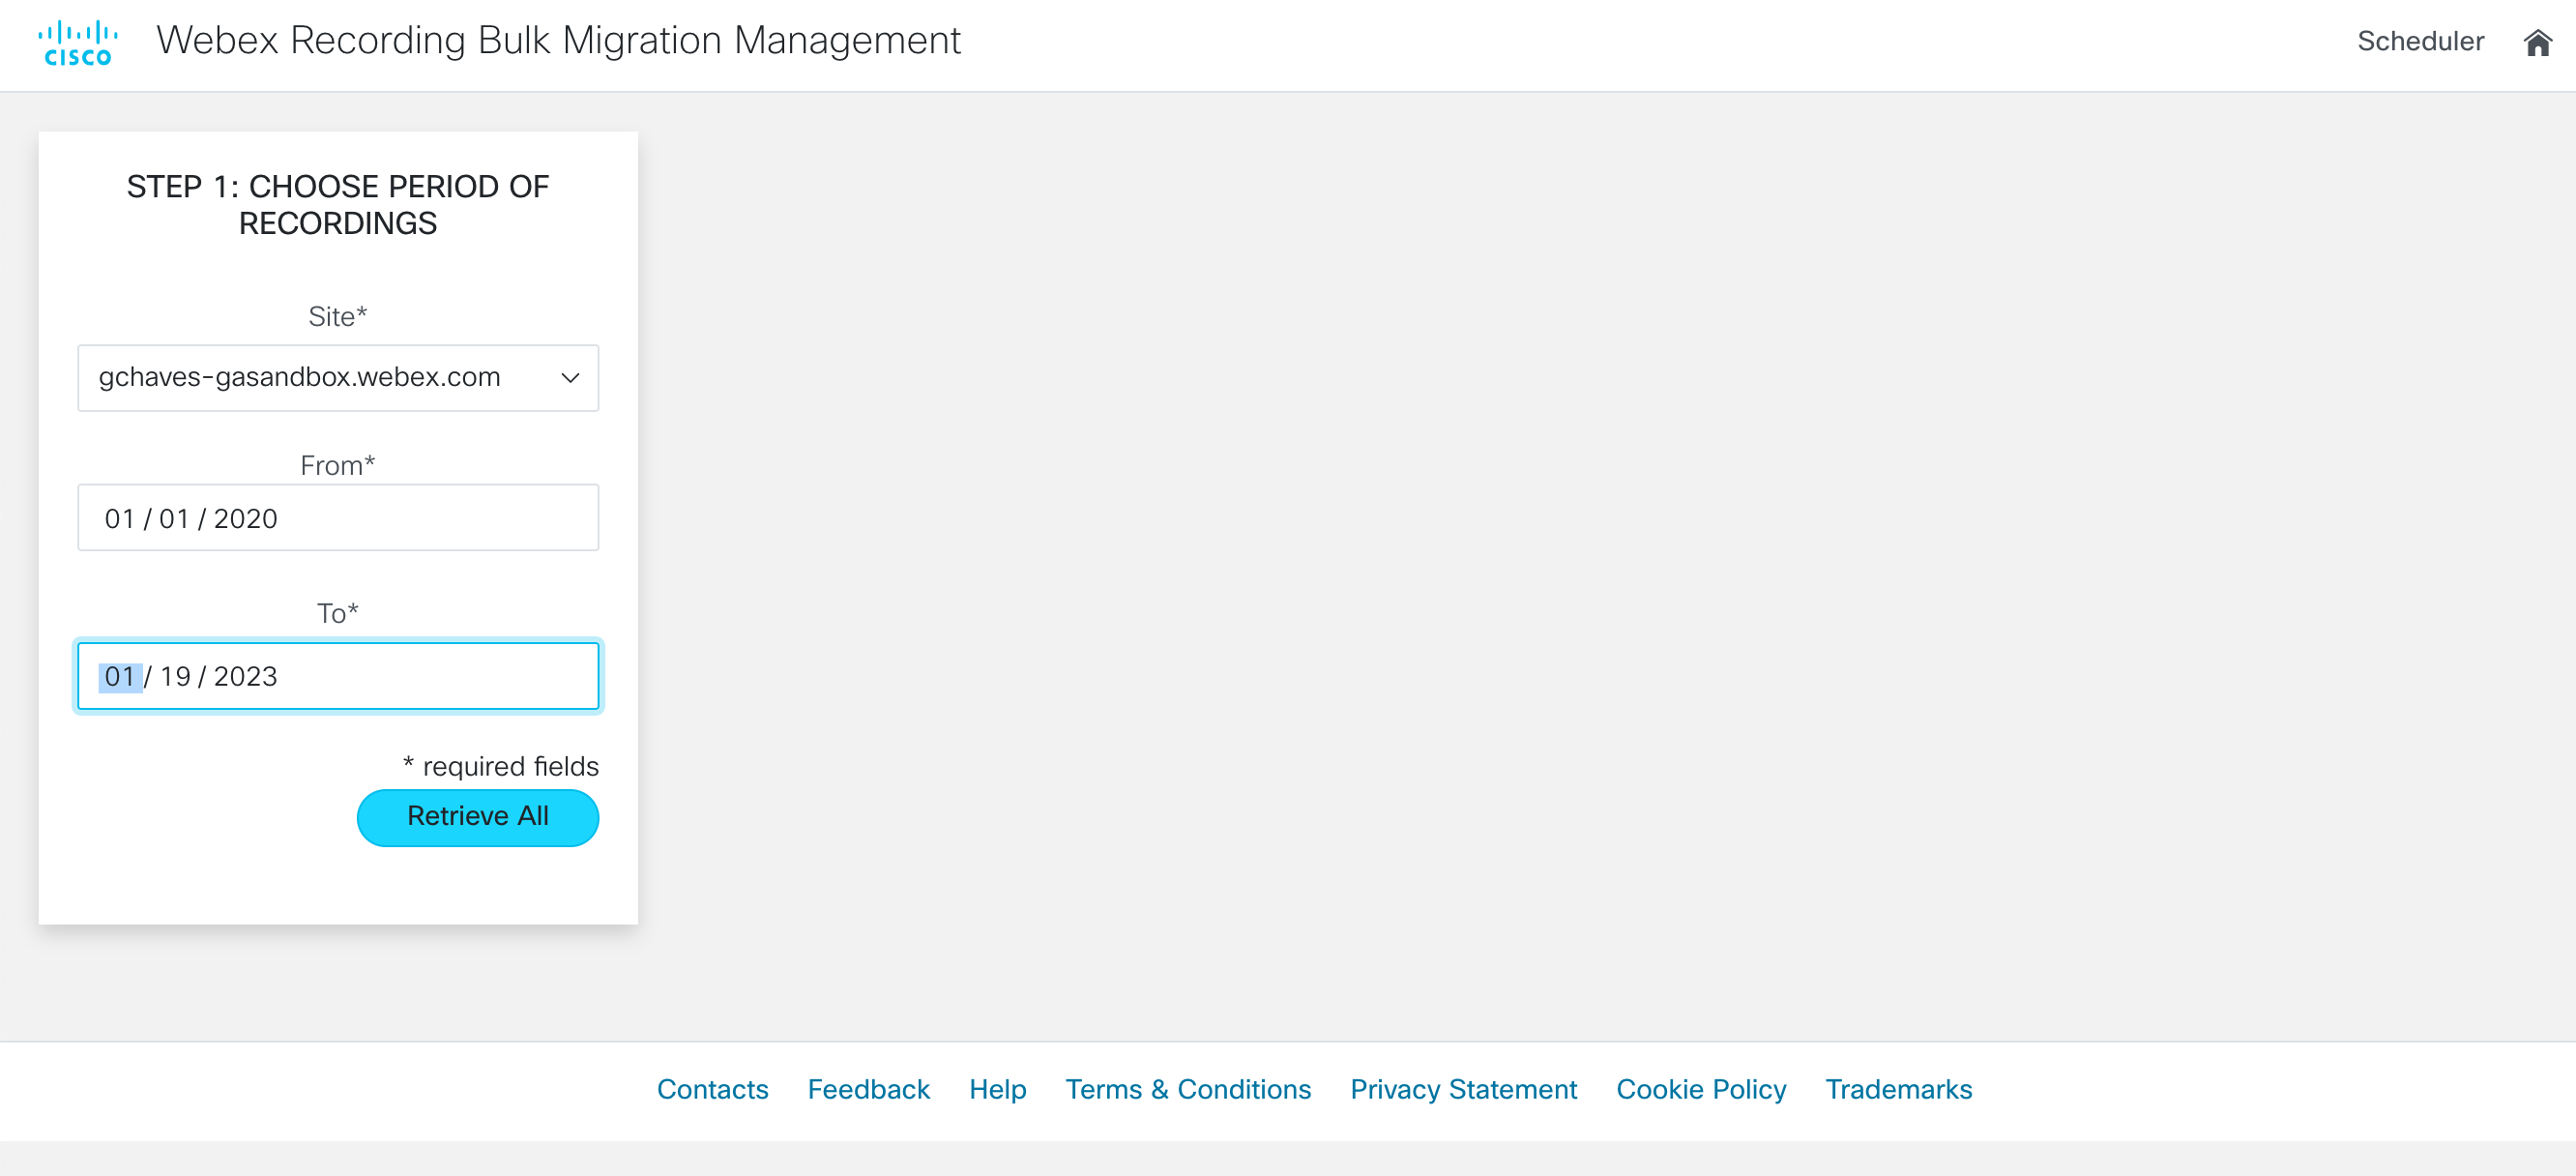 CISCO
Webex Recording Bulk Migration Management
Scheduler
STEP 1: CHOOSE PERIOD OF
RECORDINGS
Site*
gchaves-gasandbox.webex.com
From*
01 / 01 / 2020
To*
01 / 19 / 2023
* required fields
Retrieve All
Contacts Feedback Help Terms & Conditions Privacy Statement Cookie Policy Trademarks